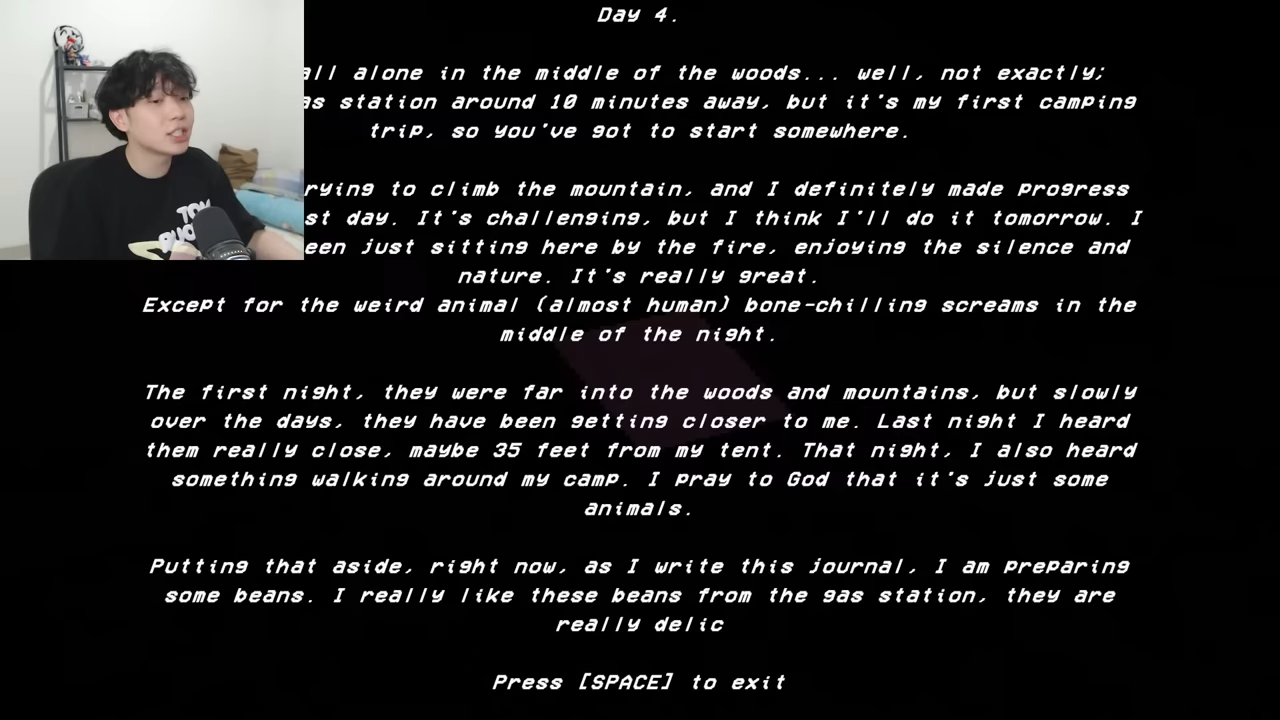 Day 4.
all alone in the middle of the woods... well, not exactly;
as station around 10 minutes away, but it's my first camping
trip, so you've got to start somewhere.
rying to climb the mountain, and I definitely made progress
st day. It's challenging, but I think I'll do it tomorrow. I
een just sitting here by the fire, enjoying the silence and
nature. It's really great.
Except for the weird animal (almost human) bone-chilling screams in the
middle of the night.
The first night, they were far into the woods and mountains, but slowly
over the days, they have been getting closer to me. Last night I heard
them really close, maybe 35 feet from my tent. That night, I also heard
something walking around my camp. I pray to God that it's just some
animals.
Putting that aside, right now, as I write this journal, I am preparing
some beans. I really like these beans from the gas station, they are
really delic
Press [SPACE] to exit